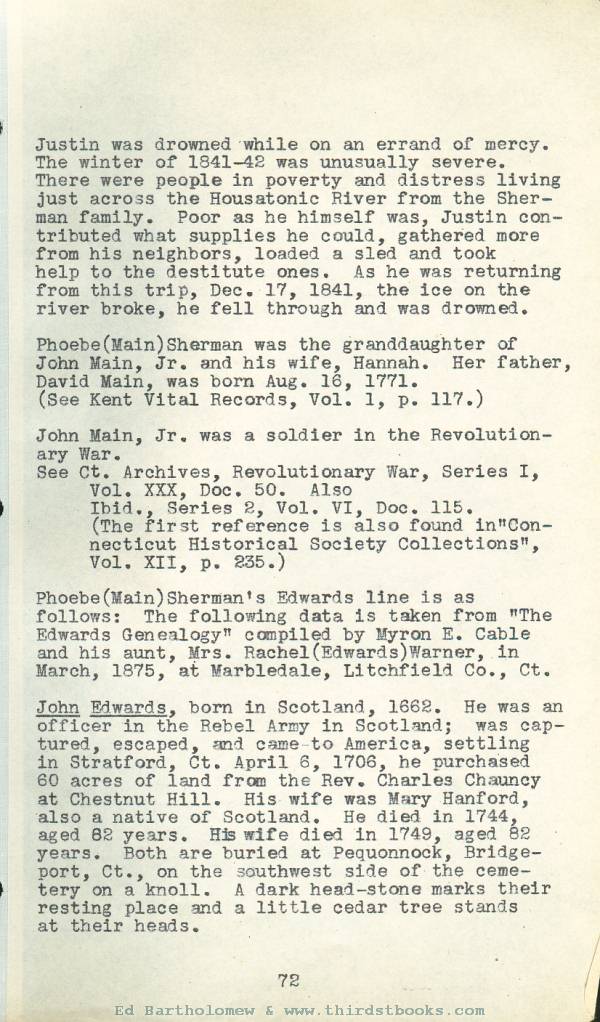 Justin was drowned while on an errand of mercy.
The winter of 1841-42 was unusually severe.
There were people in poverty and distress living
just across the Housatonic River from the Sher-
man family.  Poor as he himself was, Justin con-
tributed what supplies he could, gathered more
from his neighbors, loaded a sled and took
help to the destitute ones.  As he was returning
from this trip, Dec. 17, 1841, the ice on the
river broke, he fell through and was drowned.

Phoebe(Main)Sherman was the granddaughter of
John Main, Jr. and his wife, Hannah.  Her father,
David Main, was born Aug. 16, 1771.
(See Kent Vital Records, Vol. 1, p. 117.)

John Main, Jr. was a soldier in the Revolution-
ary War.
See Ct. Archives, Revolutionary War, Series I,
Vol. XXX, Doc. 50.  Also
Ibid., Series 2, Vol. VI, Doc. 115.
(The first reference is also found in"Con-
necticut Historical Society Collections",
Vol. XII, p. 235.)

Phoebe(Main)Sherman's Edwards line is as
follows:  The following data is taken from "The
Edwards Genealogy" compiled by Myron E. Cable
and his aunt, Mrs. Rachel(Edwards)Warner, in
March, 1875, at Marbledale, Litchfield Co., Ct.

John Edwards, born in Scotland, 1662.  He was an
officer in the Rebel Army in Scotland;  was cap-
tured, escaped, and came to America, settling
in Stratford, Ct. April 6, 1706, he purchased
60 acres of land from the Rev. Charles Chauncy
at Chestnut Hill.  His wife was Mary Hanford,
also a native of Scotland.  He died in 1744,
aged 82 years.  His wife died in 1749, aged 82
years.  Both are buried at Pequonnock, Bridge-
port, Ct., on the southwest side of the ceme-
tery on a knoll.  A dark head-stone marks their
resting place and a little cedar tree stands
at their heads.

72
Ed Bartholomew & www.thirdstbooks.com